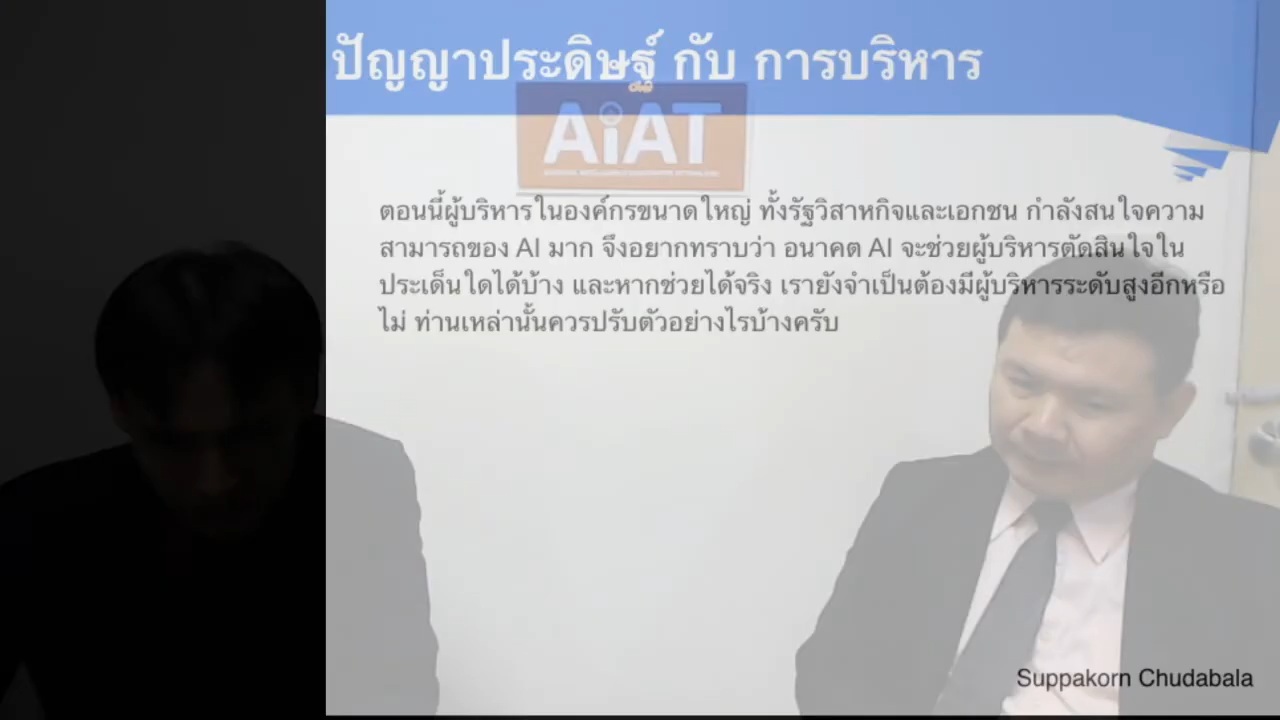 ปัญญาประดิษฐ์ กับ การบริหาร
AiAT
ตอนนี้ผู้บริหารในองค์กรขนาดใหญ่ ทั้งรัฐวิสาหกิจและเอกชน กำลังสนใจความ
สามารถของ AI มาก จึงอยากทราบว่า อนาคต AI จะช่วยผู้บริหารตัดสินใจใน
ประเด็นใดได้บ้าง และหากช่วยได้จริง เรายังจำเป็นต้องมีผู้บริหารระดับสูงอีกหรือ
ไม่ ท่านเหล่านั้นควรปรับตัวอย่างไรบ้างครับ
Suppakorn Chudabala